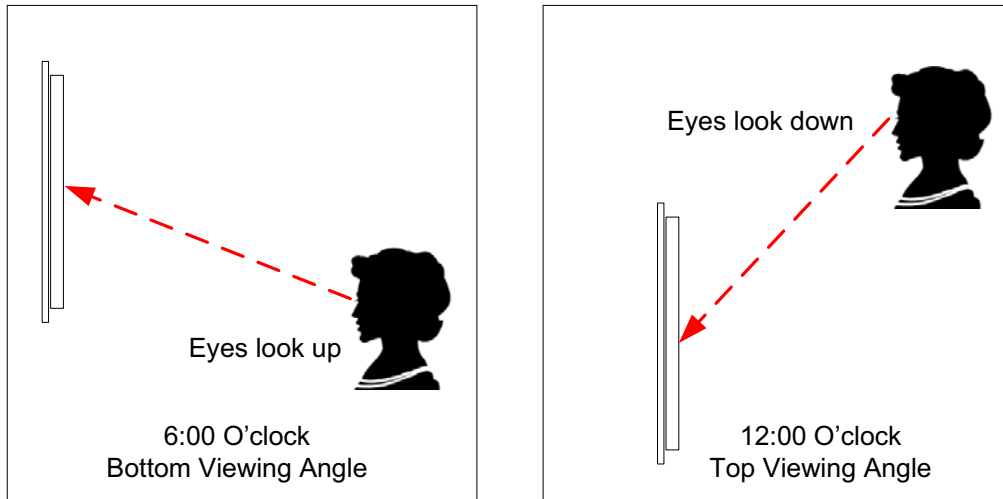 Eyes look up
6:00 O’clock
Bottom Viewing Angle
Eyes look down
12:00 O’clock
Top Viewing Angle